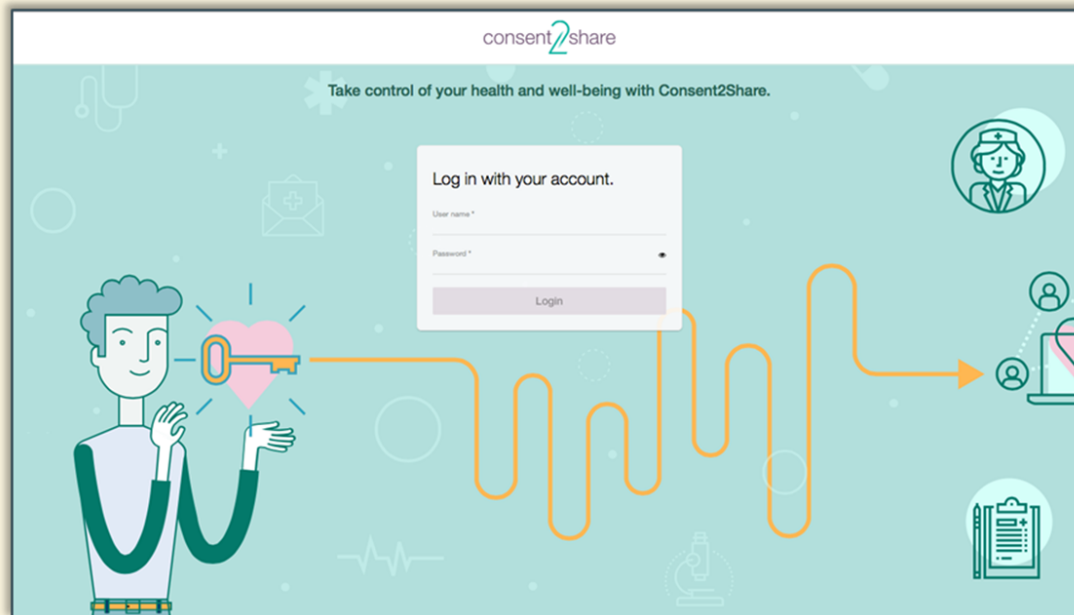 consent2share
Take control of your health and well-being with Consent2Share.
Log in with your account.
User name *
Password *
Login